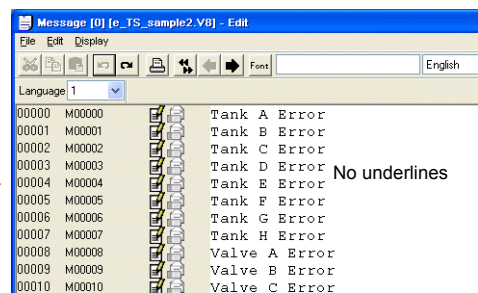 Message [0] [e_TS_sample2.V8] - Edit
File Edit Display
Font English
Language 1
00000 M00000 Tank A Error
00001 M00001 Tank B Error
00002 M00002 Tank C Error
00003 M00003 Tank D Error
No underlines
00004 M00004 Tank E Error
00005 M00005 Tank F Error
00006 M00006 Tank G Error
00007 M00007 Tank H Error
00008 M00008 Valve A Error
00009 M00009 Valve B Error
00010 M00010 Valve C Error